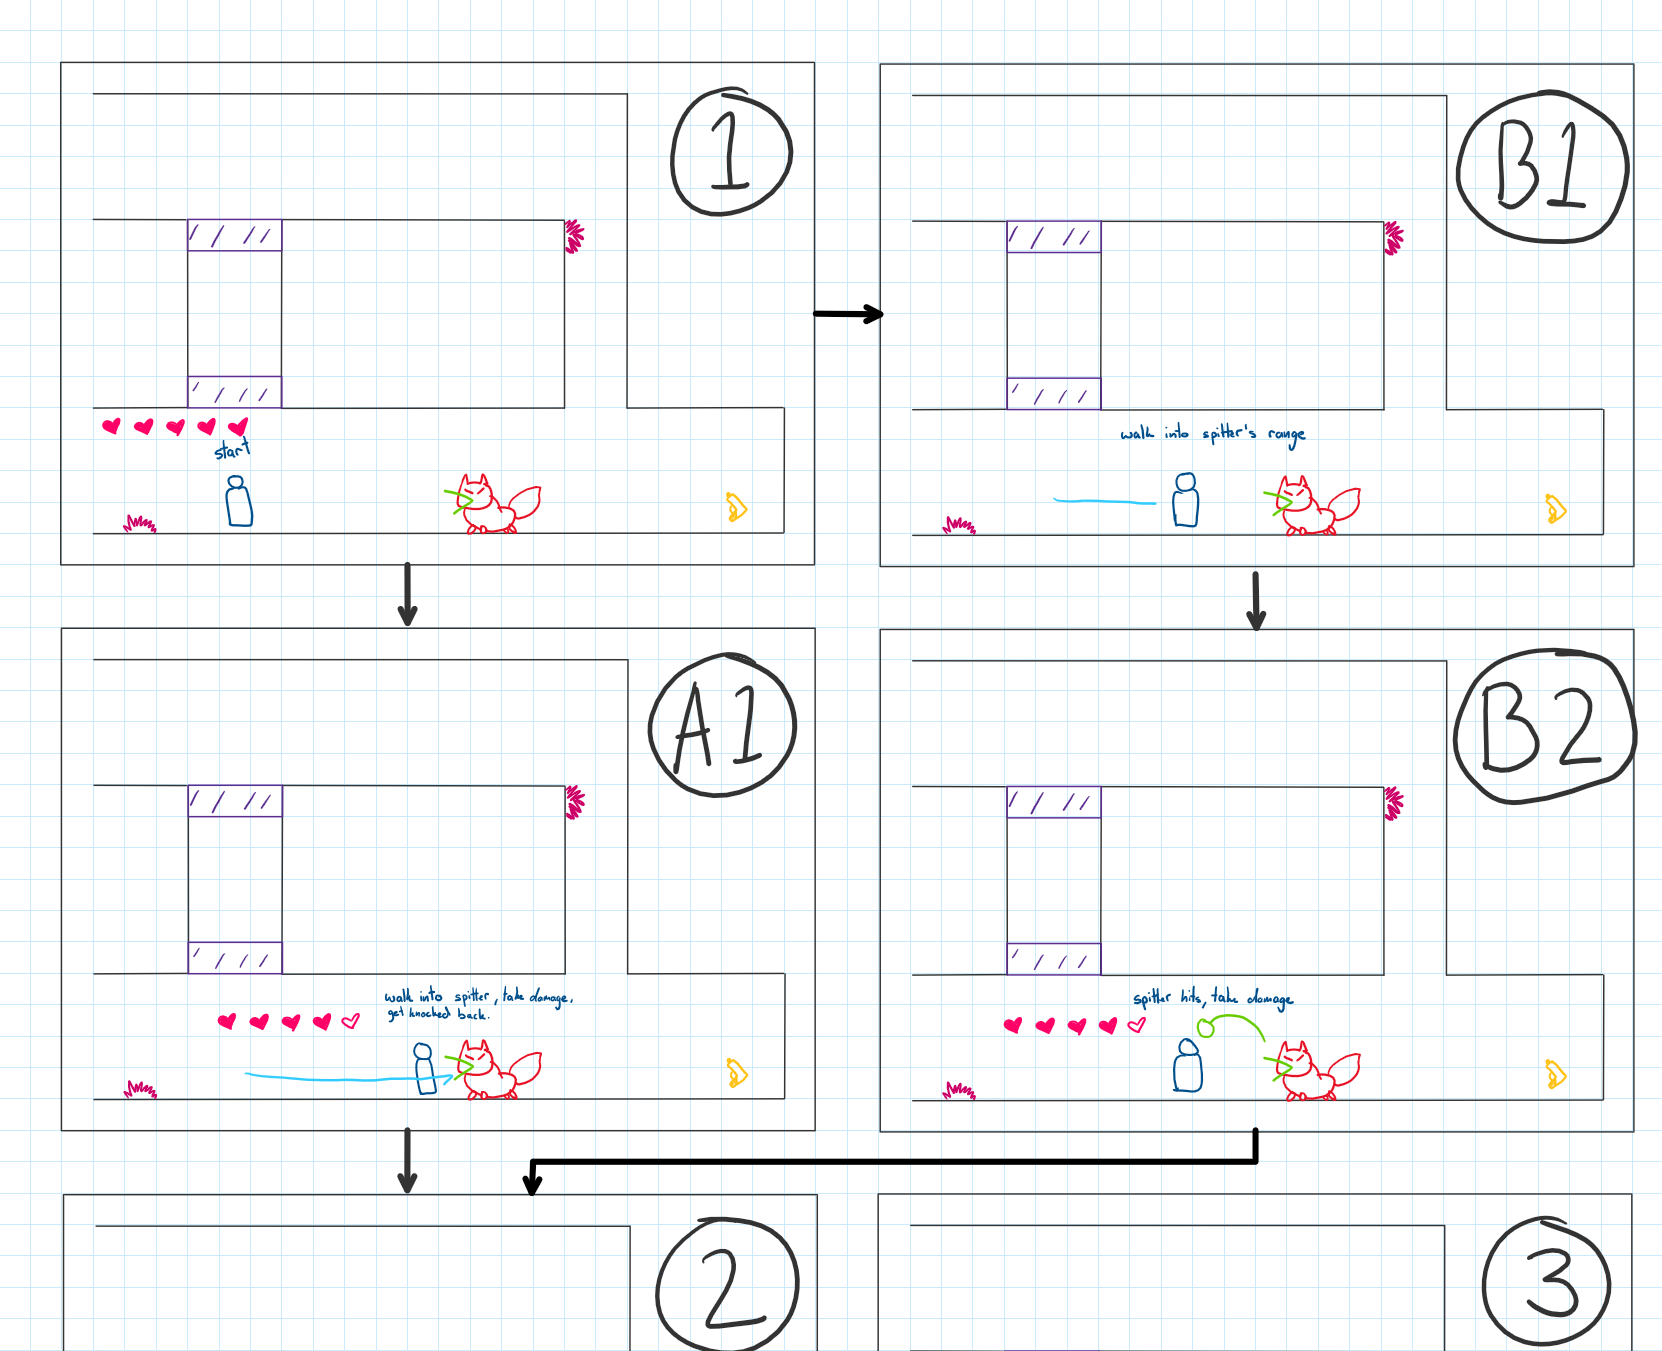 1
start
B1
walk into spitter's range
A1
walk into spitter, take damage,
get knocked back.
B2
spitter hits, take damage
2
3